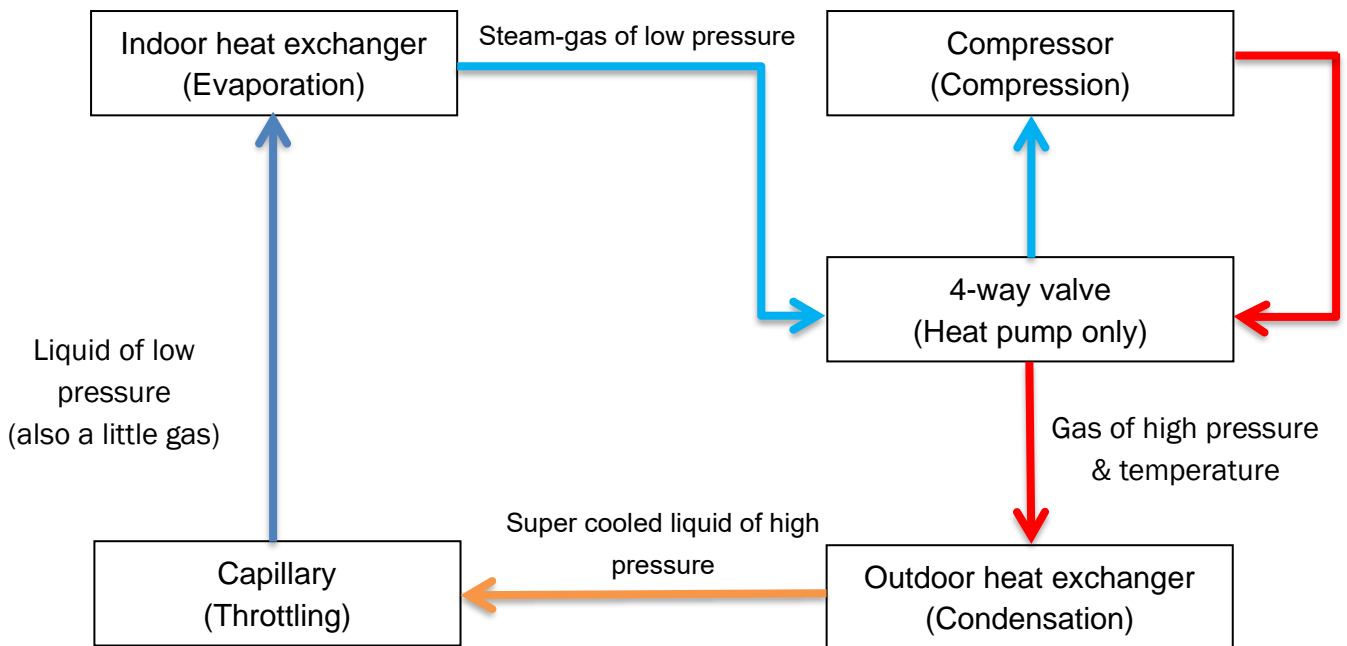 Indoor heat exchanger
(Evaporation)
Steam-gas of low pressure
Compressor
(Compression)
4-way valve
(Heat pump only)
Liquid of low
pressure
(also a little gas)
Gas of high pressure
& temperature
Super cooled liquid of high
pressure
Capillary
(Throttling)
Outdoor heat exchanger
(Condensation)